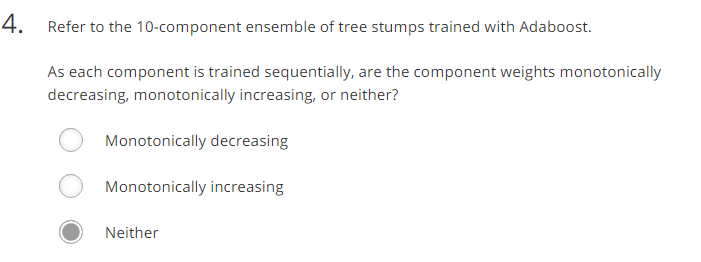 4. Refer to the 10-component ensemble of tree stumps trained with Adaboost.
As each component is trained sequentially, are the component weights monotonically
decreasing, monotonically increasing, or neither?
Monotonically decreasing
Monotonically increasing
Neither